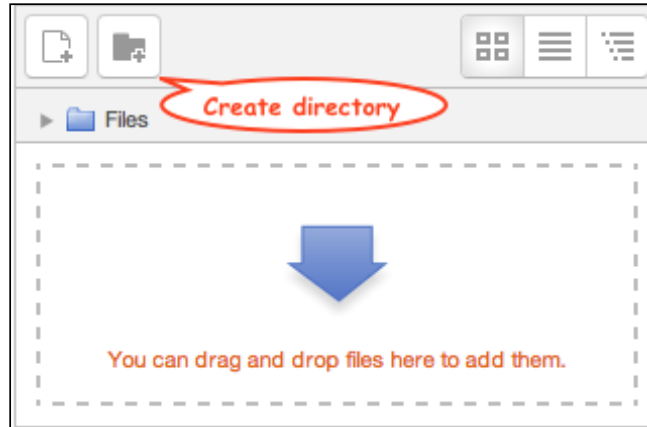 Create directory
Files
You can drag and drop files here to add them.